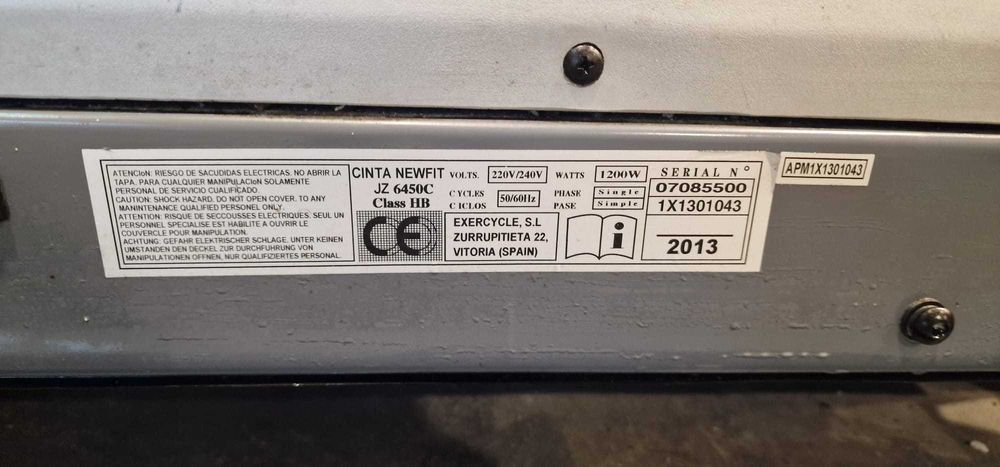 ATENCIoN: RIESGO DE SACUDIDAS ELECTRICAS. NO ABRIR LA
TAPA, PARA CUALQUIER MANIPULACIoN SOLAMENTE
PERSONAL DE SERVICIO CUALIFICADO.
CAUTION: SHOCK HAZARD. DO NOT OPEN COVER. TO ANY
MAINTENANCE QUALIFIED PERSONEL ONLY.
ATTENTION: RISQUE DE SECCOUSSES ELECTRIQUES. SEUL UN
PERSONNEL SPECIALISE EST HABILITE A OUVRIR LE
COUVERCLE POUR MANIPULATION.
ACHTUNG: GEFAHR ELEKTRISCHER SCHLAGE, UNTER KEINEN
UMSTANDEN DEN DECKEL ZUR DURCHFURUNG VON
MANIPULATIONEN OFFNEN, NUR QUALIFIZIERTES PERSONAL.
CINTA NEWFIT
JZ 6450C
Class HB
CE
VOLTS. 220V/240V WATTS 1200W
CYCLES
CICLOS 50/60Hz
PHASE Single
PASE Simple
EXERCYCLE, S.L
ZURRUPITIETA 22,
VITORIA (SPAIN)
i
SERIAL N°
07085500
1X1301043
2013
APM1X1301043